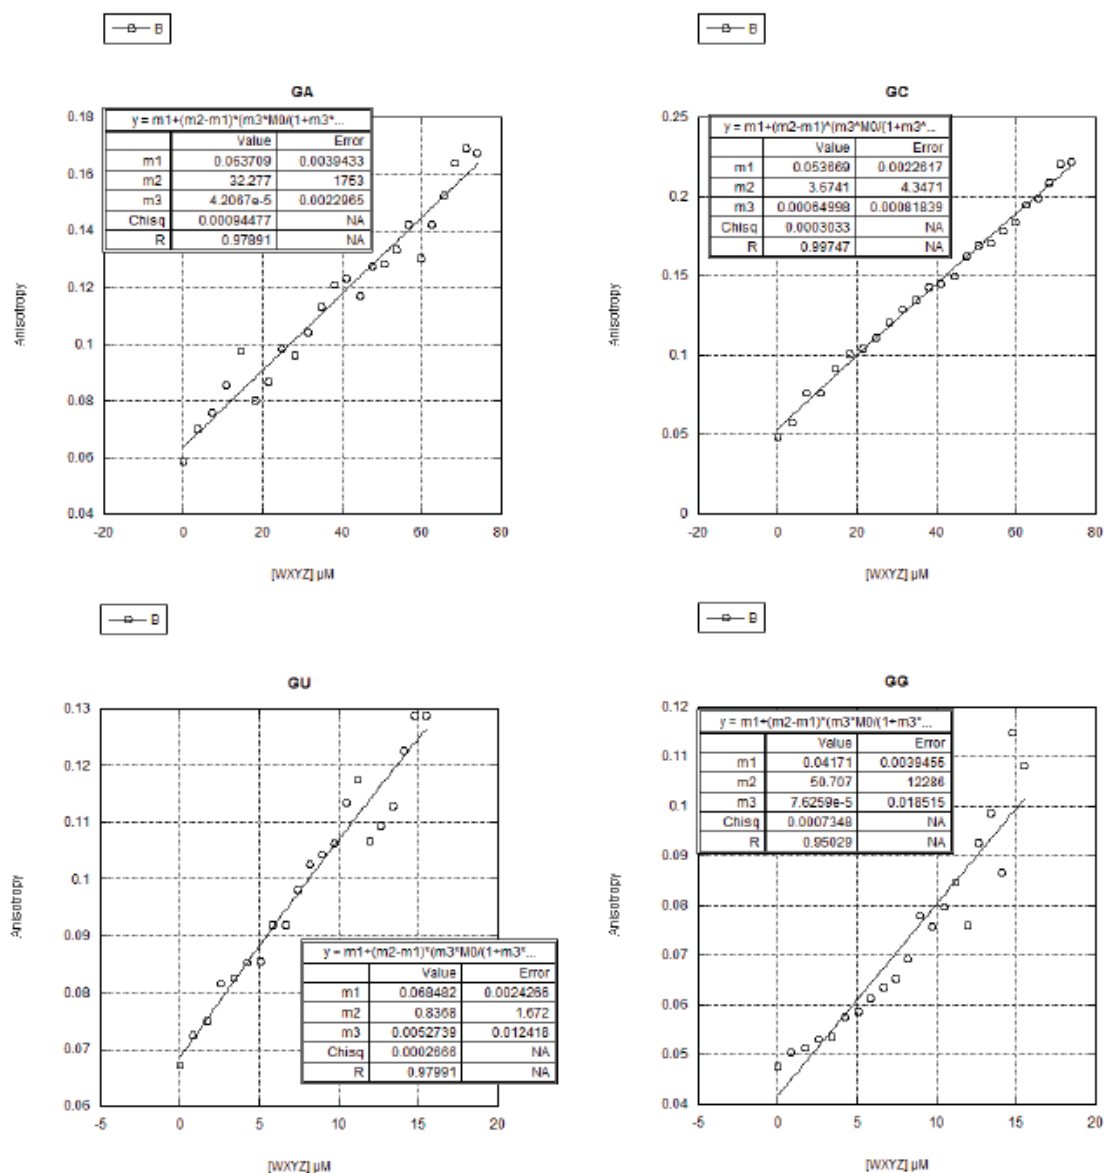 B
GA
0.18
0.16
0.14
0.12
0.1
0.08
0.06
0.04
-20 0 20 40 60 80
Anisotropy
[WXYZ] µM
y = m1+(m2-m1)*(m3*M0/(1+m3*...
Value Error
m1 0.063709 0.0039433
m2 32.277 1753
m3 4.2067e-5 0.0022965
Chisq 0.00094477 NA
R 0.97891 NA
B
GC
0.25
0.2
0.15
0.1
0.05
0
-20 0 20 40 60 80
Anisotropy
[WXYZ] µM
y = m1+(m2-m1)*(m3*M0/(1+m3*...
Value Error
m1 0.053669 0.0022617
m2 3.6741 4.3471
m3 0.00064998 0.00081839
Chisq 0.0003033 NA
R 0.99747 NA
B
GU
0.13
0.12
0.11
0.1
0.09
0.08
0.07
0.06
-5 0 5 10 15 20
Anisotropy
[WXYZ] µM
y = m1+(m2-m1)*(m3*M0/(1+m3*...
Value Error
m1 0.068482 0.0024266
m2 0.8368 1.672
m3 0.0052739 0.012418
Chisq 0.0002666 NA
R 0.97991 NA
B
GG
0.12
0.11
0.1
0.09
0.08
0.07
0.06
0.05
0.04
-5 0 5 10 15 20
Anisotropy
[WXYZ] µM
y = m1+(m2-m1)*(m3*M0/(1+m3*...
Value Error
m1 0.04171 0.0039455
m2 50.707 12286
m3 7.6259e-5 0.018515
Chisq 0.0007348 NA
R 0.95029 NA